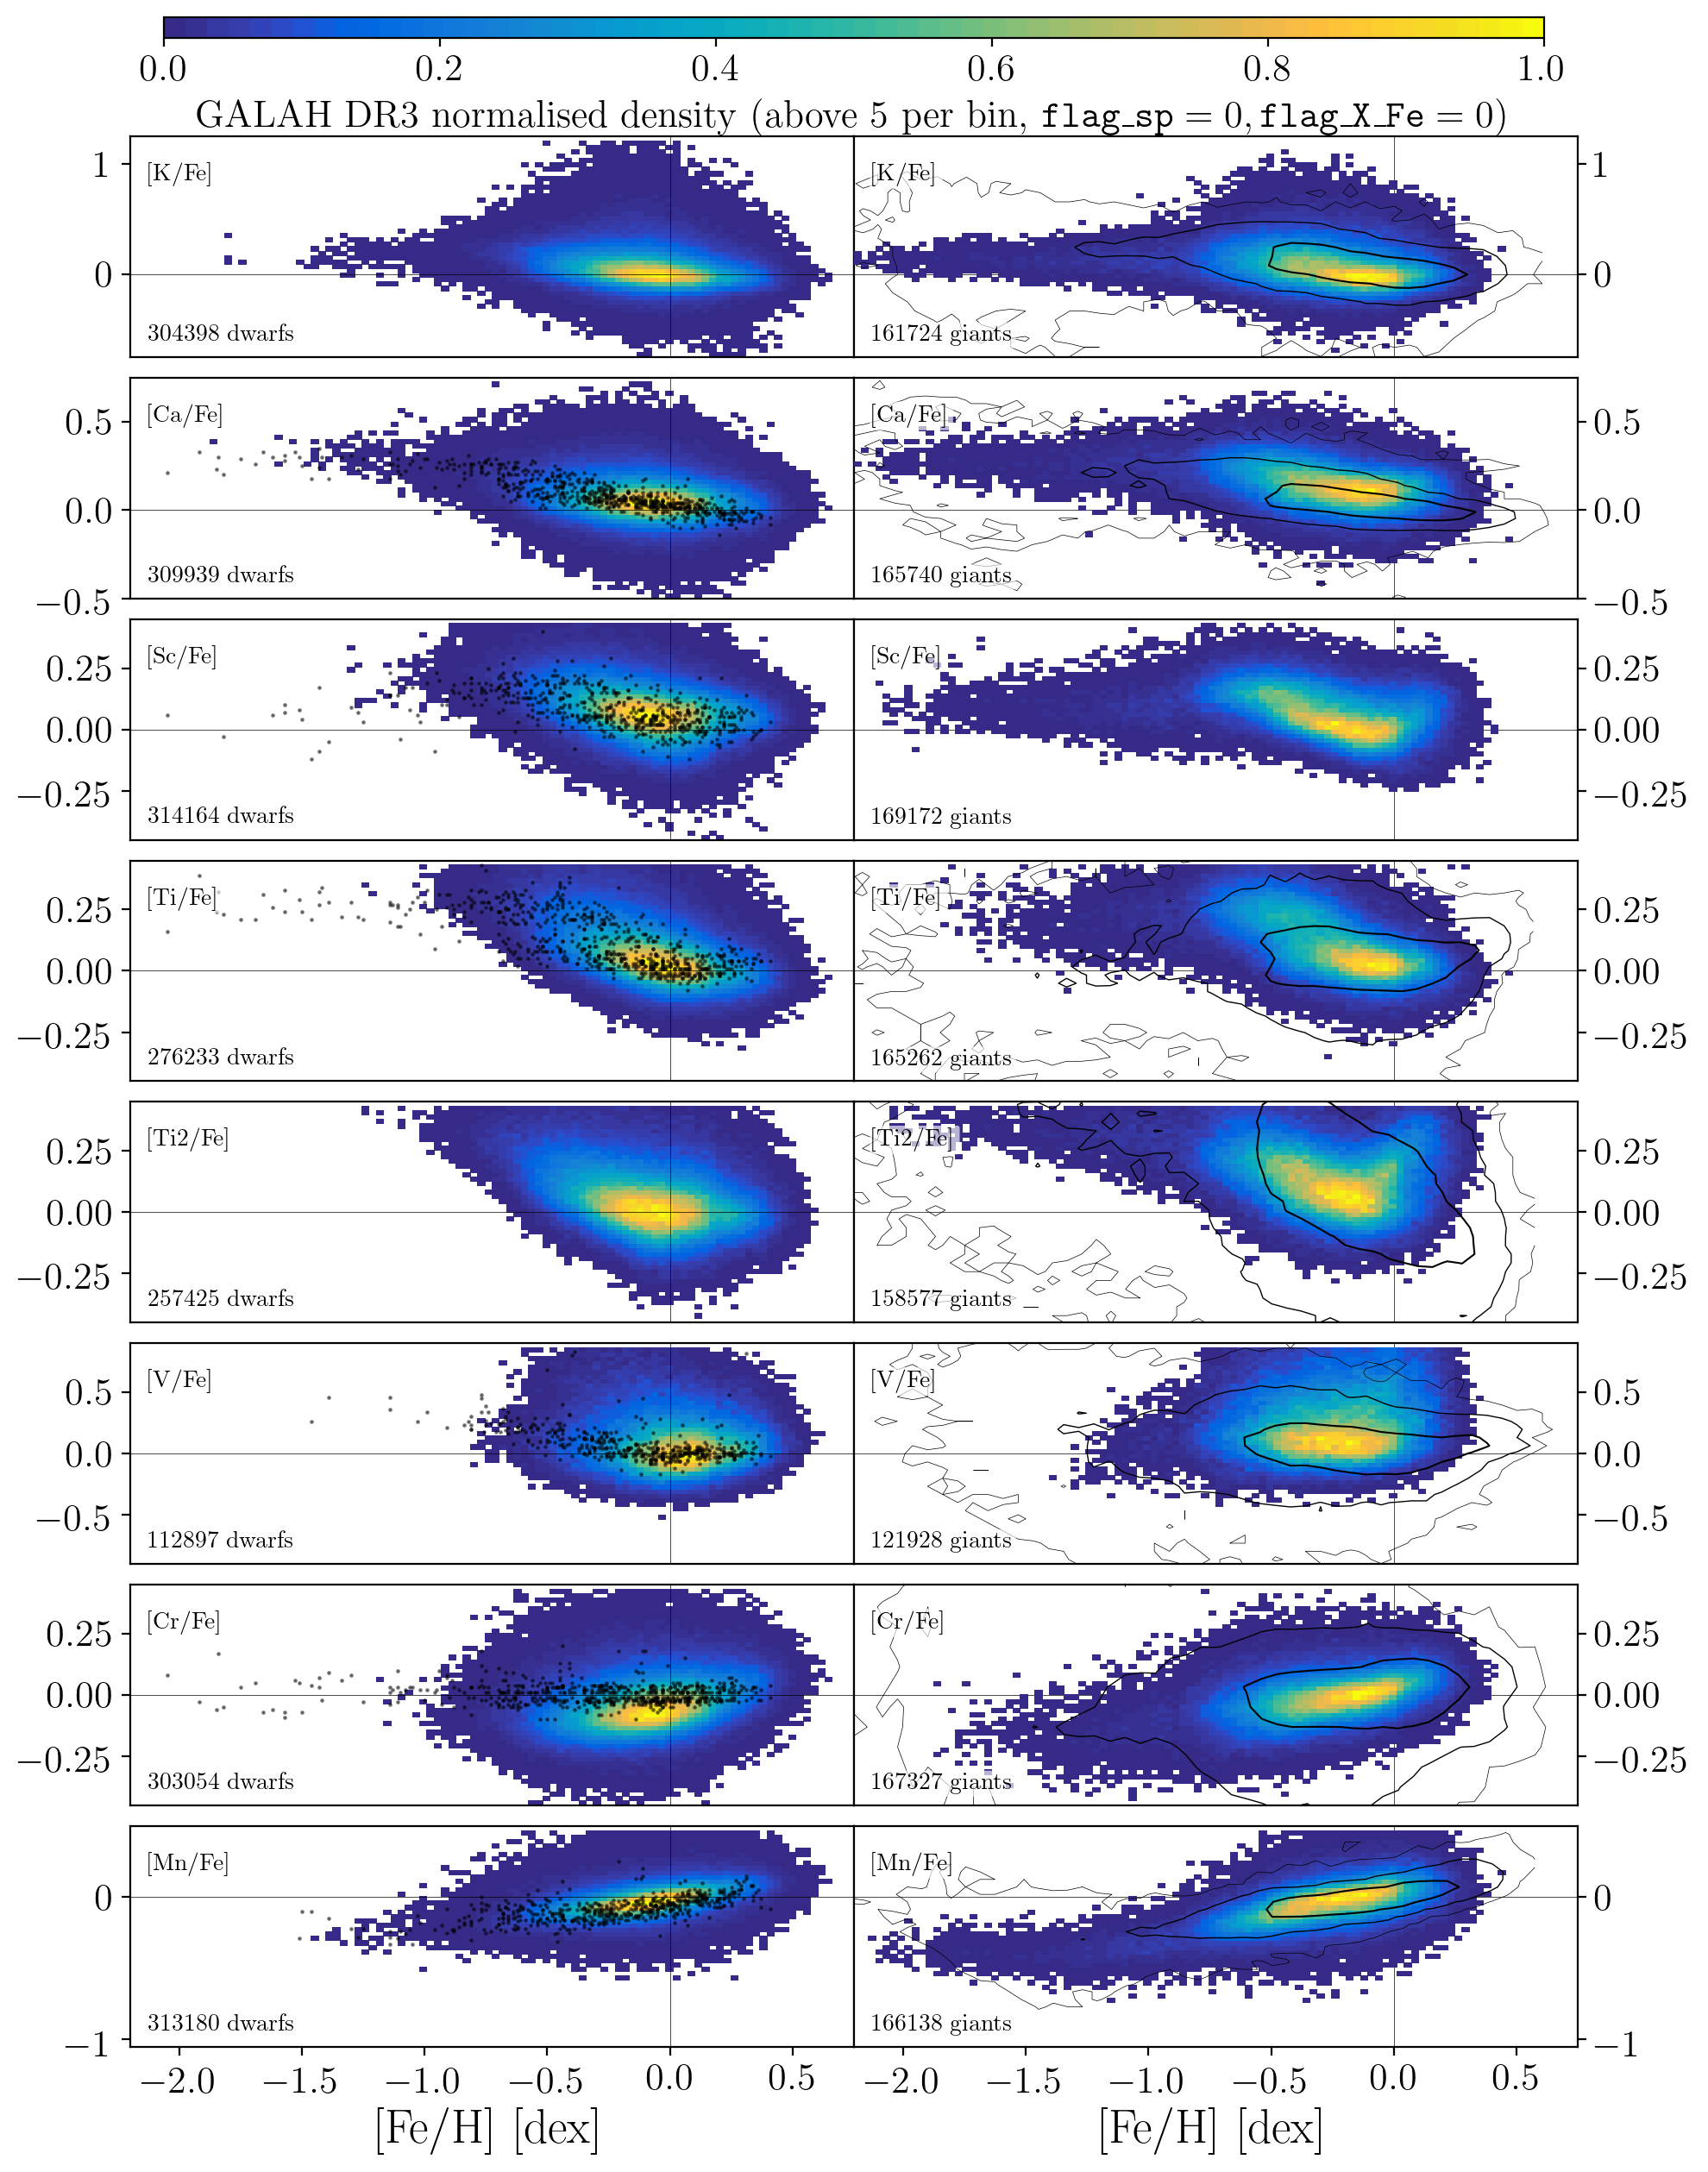 0.0 0.2 0.4 0.6 0.8 1.0
GALAH DR3 normalised density (above 5 per bin, flag_sp = 0, flag_X_Fe = 0)
1 [K/Fe] [K/Fe] 1
0 0
304398 dwarfs 161724 giants
0.5 [Ca/Fe] [Ca/Fe] 0.5
0.0 0.0
309939 dwarfs 165740 giants
−0.5 −0.5
[Sc/Fe] [Sc/Fe]
0.25 0.25
0.00 0.00
−0.25 −0.25
314164 dwarfs 169172 giants
[Ti/Fe] [Ti/Fe]
0.25 0.25
0.00 0.00
−0.25 −0.25
276233 dwarfs 165262 giants
[Ti2/Fe] [Ti2/Fe]
0.25 0.25
0.00 0.00
−0.25 −0.25
257425 dwarfs 158577 giants
[V/Fe] [V/Fe]
0.5 0.5
0.0 0.0
−0.5 −0.5
112897 dwarfs 121928 giants
[Cr/Fe] [Cr/Fe]
0.25 0.25
0.00 0.00
−0.25 −0.25
303054 dwarfs 167327 giants
[Mn/Fe] [Mn/Fe]
0 0
313180 dwarfs 166138 giants
−1 −1
−2.0 −1.5 −1.0 −0.5 0.0 0.5 −2.0 −1.5 −1.0 −0.5 0.0 0.5
[Fe/H] [dex] [Fe/H] [dex]